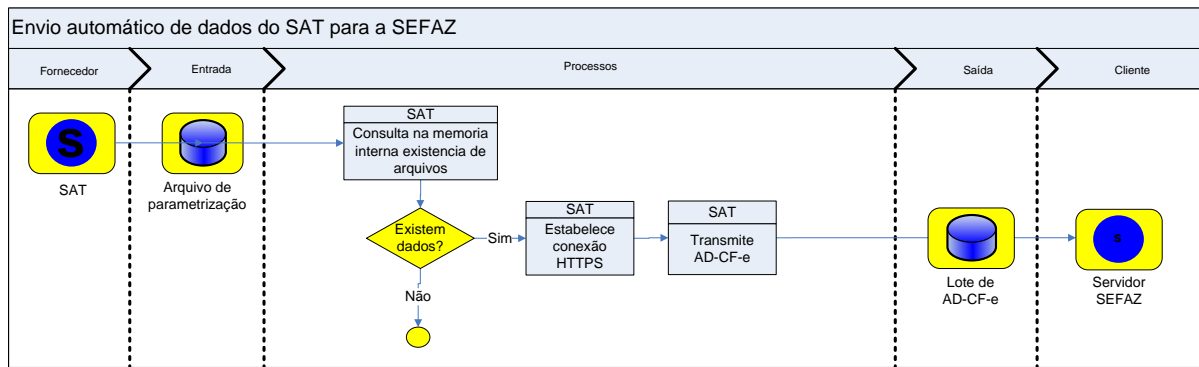 Envio automático de dados do SAT para a SEFAZ
Fornecedor
Entrada
Processos
Saída
Cliente
S
SAT
Arquivo de
parametrização
SAT
Consulta na memoria
interna existencia de
arquivos
Existem
dados?
Sim
Não
SAT
Estabelece
conexão
HTTPS
SAT
Transmite
AD-CF-e
Lote de
AD-CF-e
s
Servidor
SEFAZ